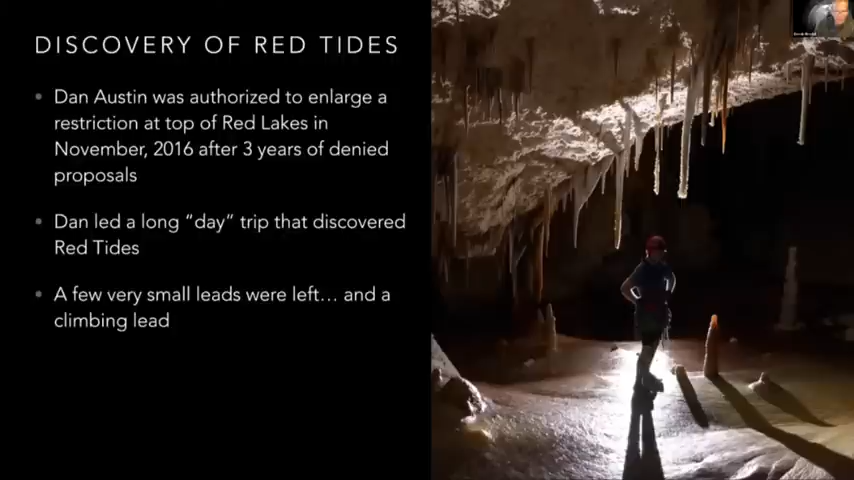 DISCOVERY OF RED TIDES
• Dan Austin was authorized to enlarge a
restriction at top of Red Lakes in
November, 2016 after 3 years of denied
proposals
• Dan led a long “day” trip that discovered
Red Tides
• A few very small leads were left... and a
climbing lead